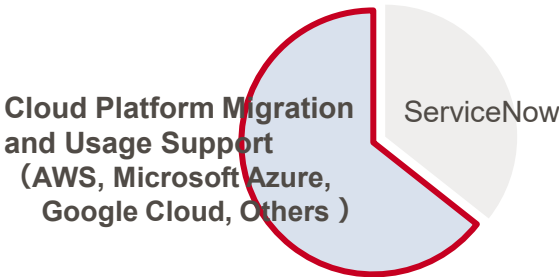 Cloud Platform Migration
and Usage Support
（AWS, Microsoft Azure,
Google Cloud, Others ）
ServiceNow